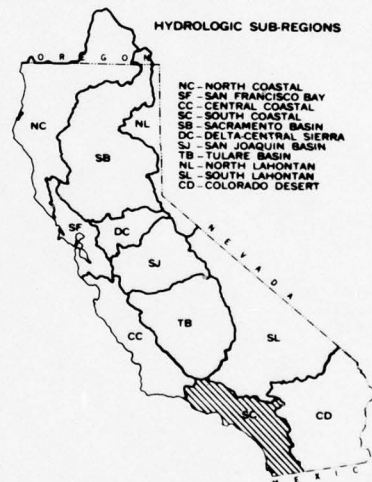 HYDROLOGIC SUB-REGIONS
OREGON
NC – NORTH COASTAL
SF – SAN FRANCISCO BAY
CC – CENTRAL COASTAL
SC – SOUTH COASTAL
SB – SACRAMENTO BASIN
DC – DELTA-CENTRAL SIERRA
SJ – SAN JOAQUIN BASIN
TB – TULARE BASIN
NL – NORTH LAHONTAN
SL – SOUTH LAHONTAN
CD – COLORADO DESERT
NC
NL
SB
NEVADA
SF
DC
SJ
CC
TB
SL
SC
CD
MEXIC